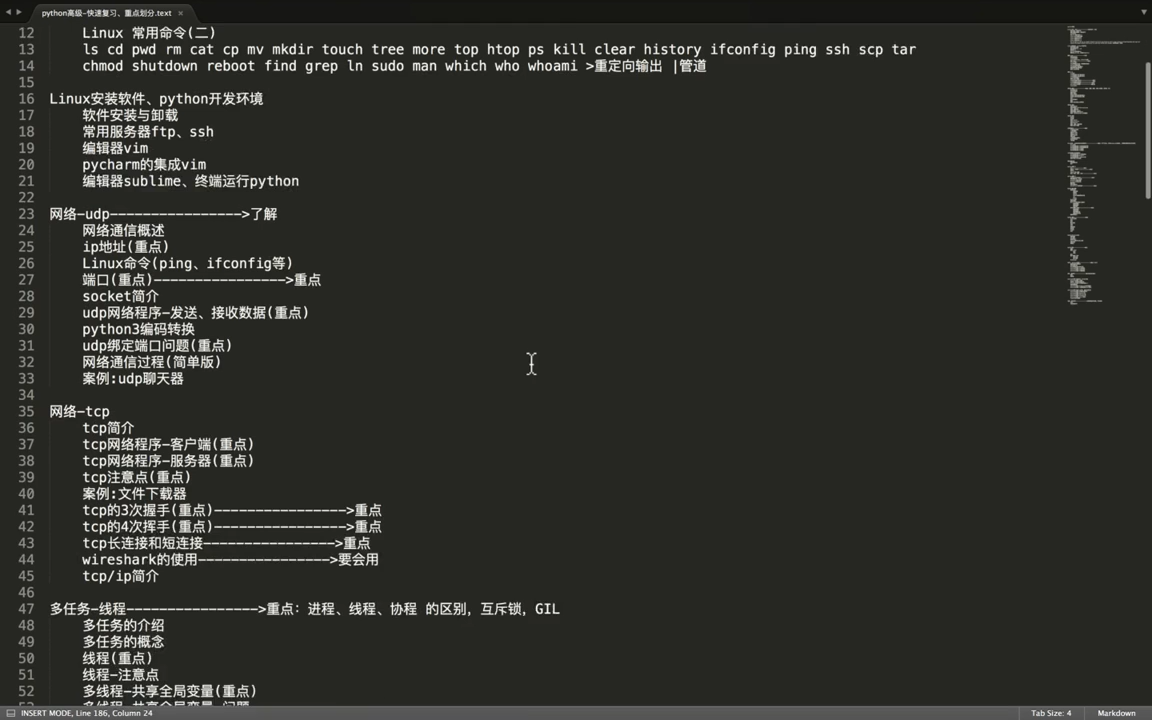 python高级-快速复习、重点划分.text ×
12 Linux 常用命令(二)
13 ls cd pwd rm cat cp mv mkdir touch tree more top htop ps kill clear history ifconfig ping ssh scp tar
14 chmod shutdown reboot find grep ln sudo man which who whoami >重定向输出 |管道
15
16 Linux安装软件、python开发环境
17 软件安装与卸载
18 常用服务器ftp、ssh
19 编辑器vim
20 pycharm的集成vim
21 编辑器sublime、终端运行python
22
23 网络-udp---------------->了解
24 网络通信概述
25 ip地址(重点)
26 Linux命令(ping、ifconfig等)
27 端口(重点)---------------->重点
28 socket简介
29 udp网络程序-发送、接收数据(重点)
30 python3编码转换
31 udp绑定端口问题(重点)
32 网络通信过程(简单版)
33 案例:udp聊天器
34
35 网络-tcp
36 tcp简介
37 tcp网络程序-客户端(重点)
38 tcp网络程序-服务器(重点)
39 tcp注意点(重点)
40 案例:文件下载器
41 tcp的3次握手(重点)---------------->重点
42 tcp的4次挥手(重点)---------------->重点
43 tcp长连接和短连接---------------->重点
44 wireshark的使用---------------->要会用
45 tcp/ip简介
46
47 多任务-线程---------------->重点：进程、线程、协程 的区别，互斥锁，GIL
48 多任务的介绍
49 多任务的概念
50 线程(重点)
51 线程-注意点
52 多线程-共享全局变量(重点)
INSERT MODE, Line 186, Column 24
Tab Size: 4
Markdown